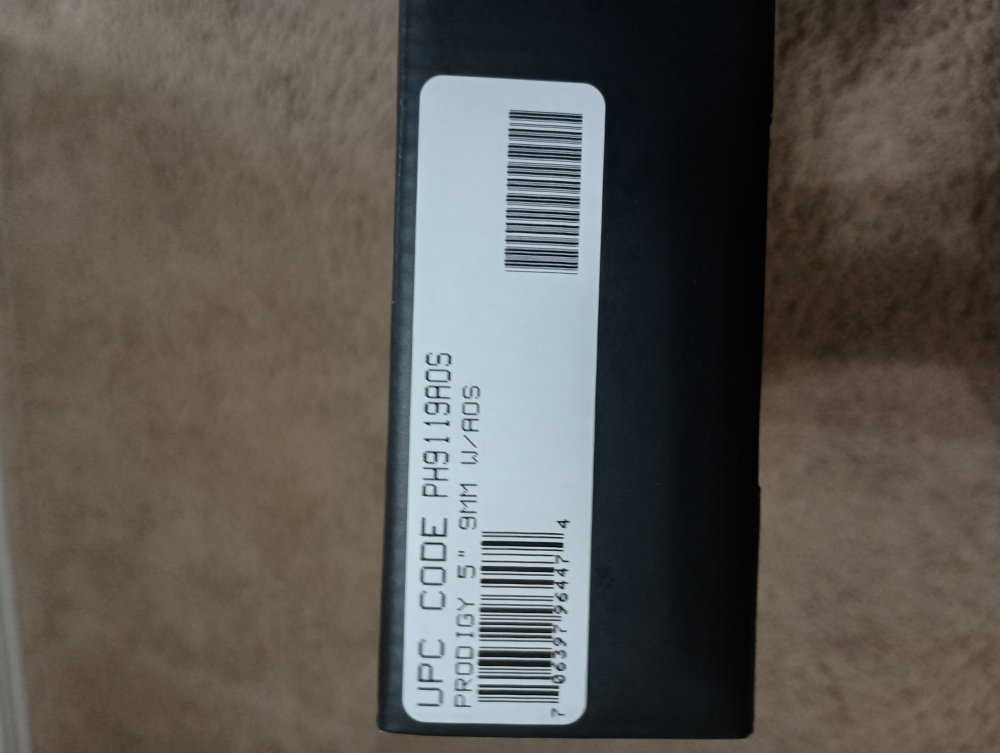 UPC CODE PH9119AOS
PRODIGY 5" 9MM W/AOS
7 06397 96447 4